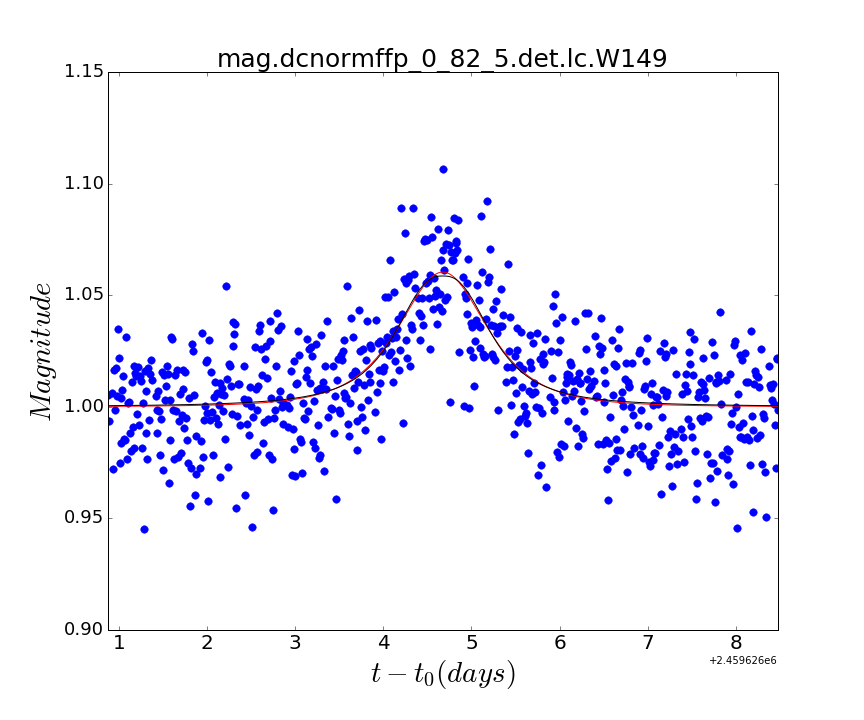 mag.dcnormffp_0_82_5.det.lc.W149
1.15
1.10
1.05
1.00
0.95
0.90
Magnitude
1 2 3 4 5 6 7 8
+2.459626e6
t − t₀(days)